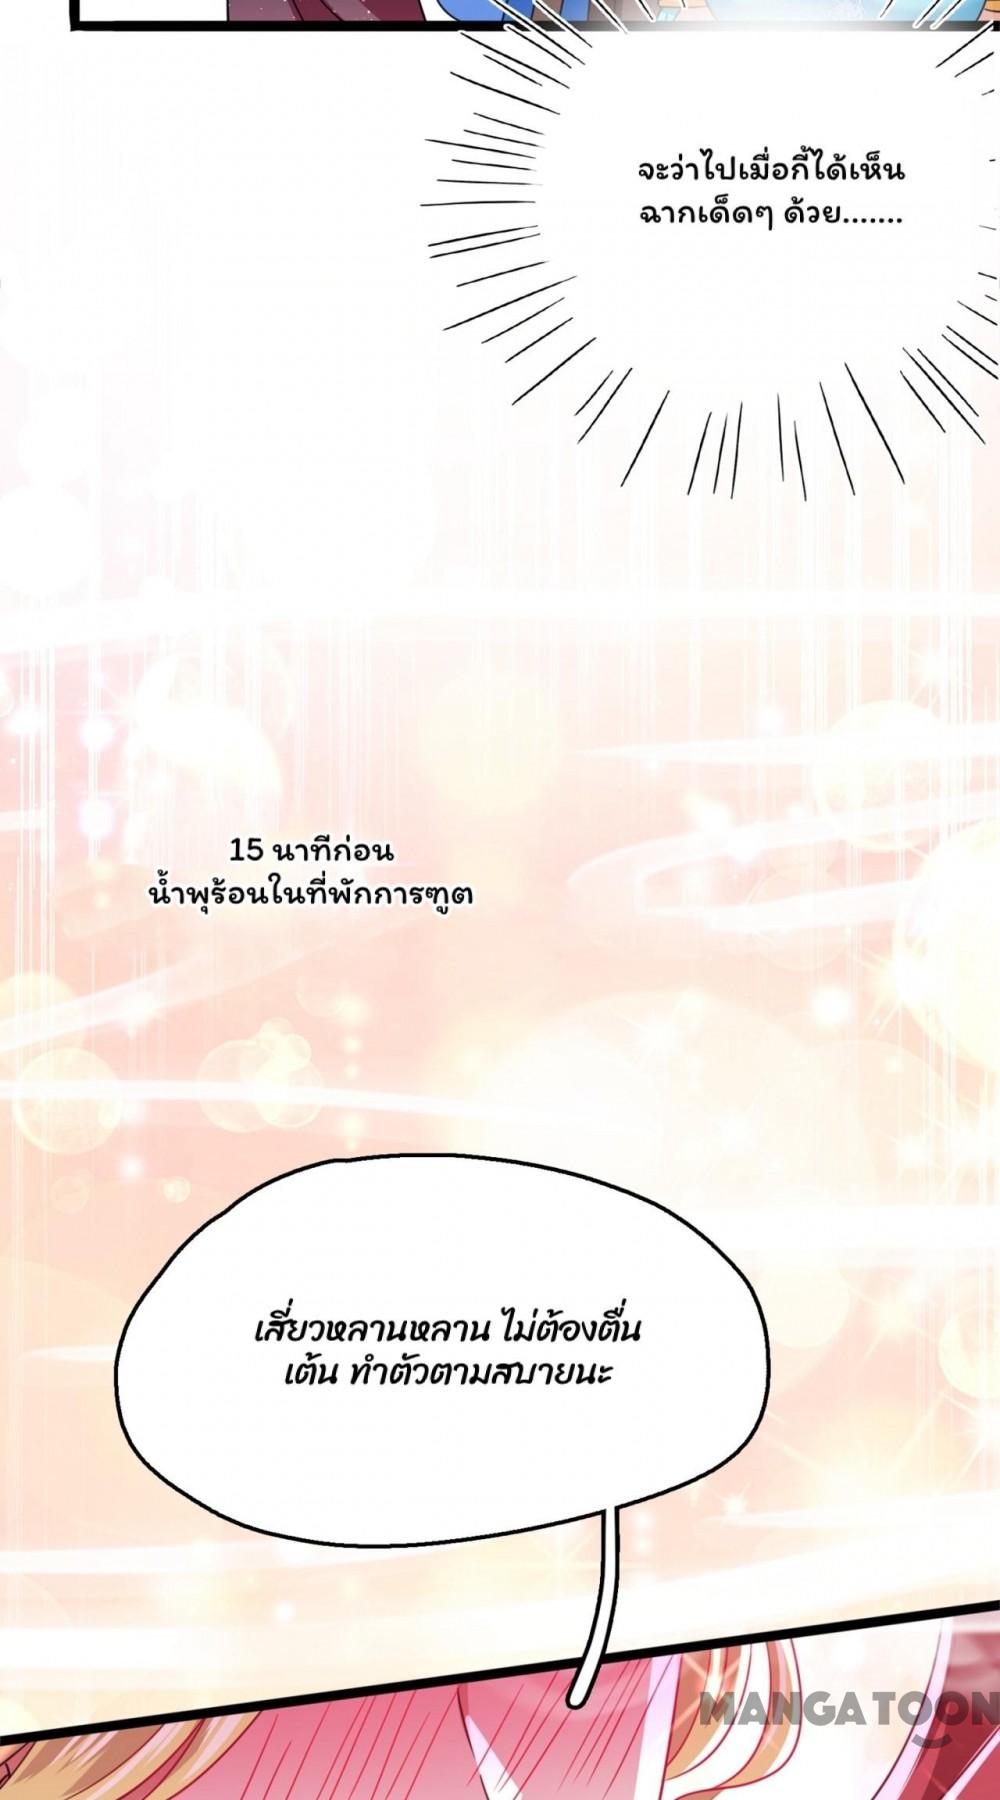 จะว่าไปเมื่อกี้ได้เห็น
ฉากเด็ดๆ ด้วย.......
15 นาทีก่อน
น้ำพุร้อนในที่พักการฑูต
เสี่ยวหลานหลาน ไม่ต้องตื่น
เต้น ทำตัวตามสบายนะ
MANGATOON